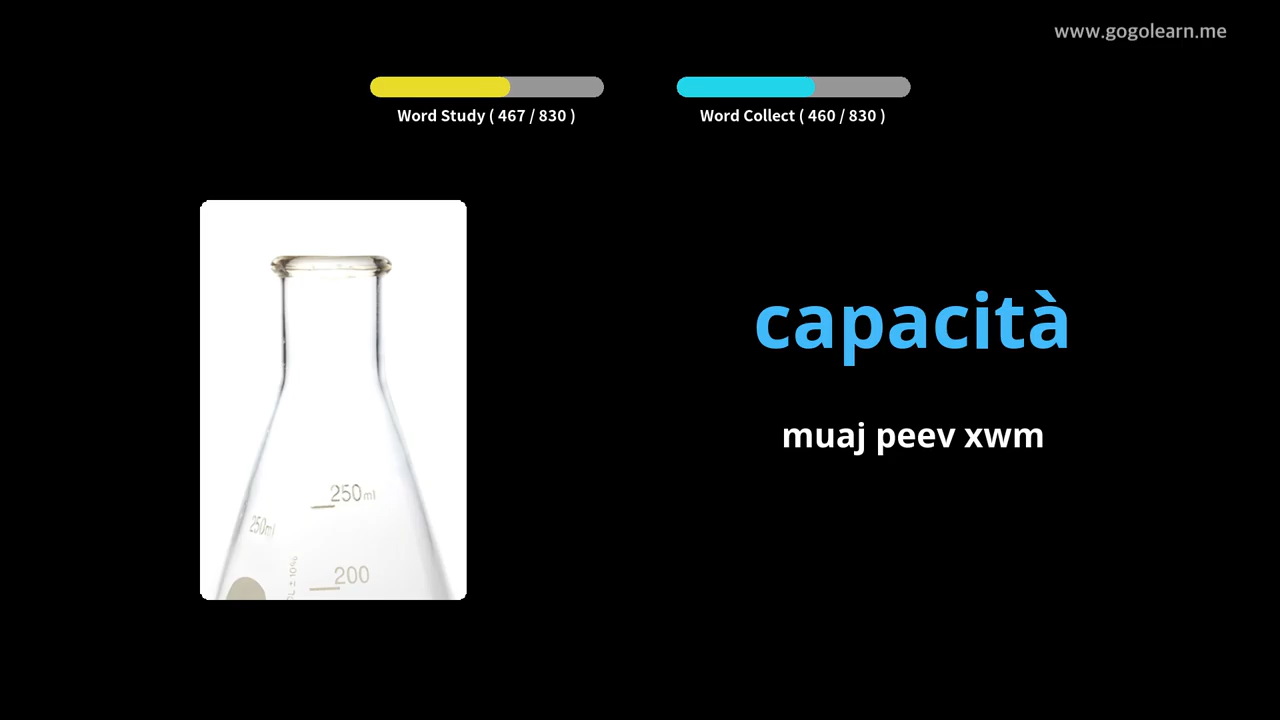 www.gogolearn.me
Word Study ( 467 / 830 )
Word Collect ( 460 / 830 )
capacità
muaj peev xwm
250ml
250ml
200